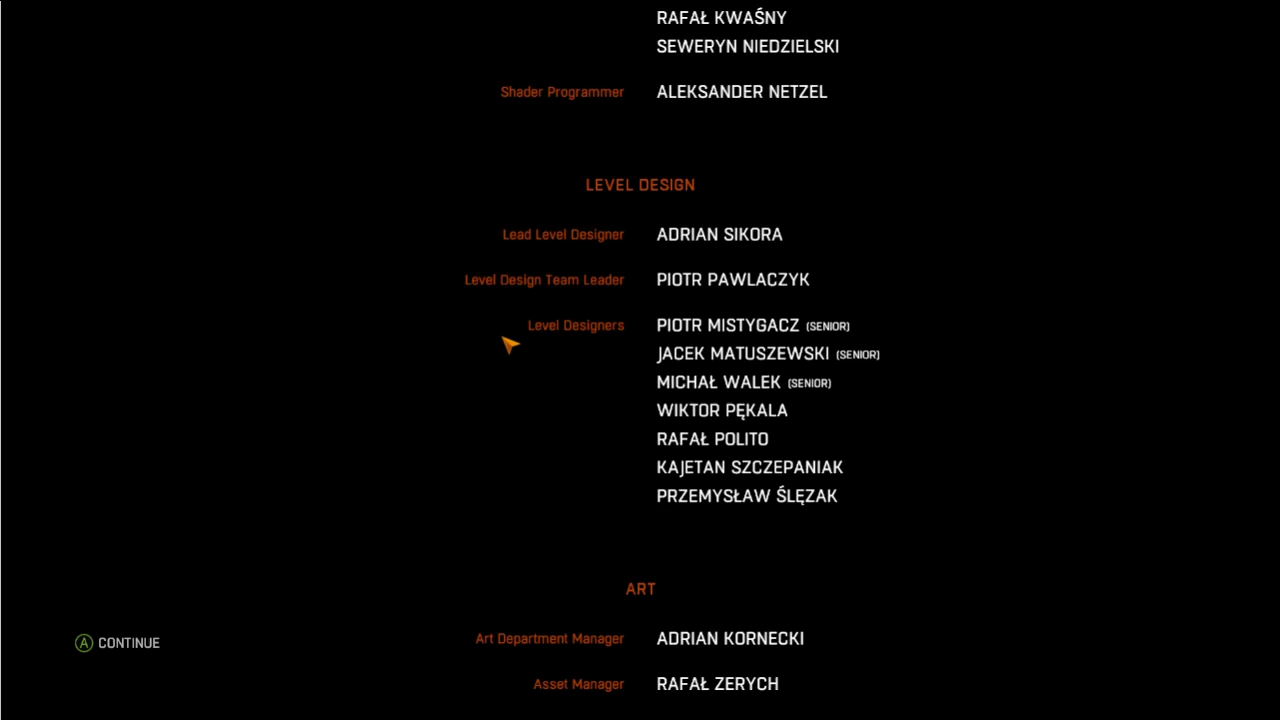 RAFAŁ KWAŚNY
SEWERYN NIEDZIELSKI
Shader Programmer ALEKSANDER NETZEL
LEVEL DESIGN
Lead Level Designer ADRIAN SIKORA
Level Design Team Leader PIOTR PAWLACZYK
Level Designers PIOTR MISTYGACZ (SENIOR)
JACEK MATUSZEWSKI (SENIOR)
MICHAŁ WALEK (SENIOR)
WIKTOR PĘKALA
RAFAŁ POLITO
KAJETAN SZCZEPANIAK
PRZEMYSŁAW ŚLĘZAK
ART
Art Department Manager ADRIAN KORNECKI
A CONTINUE
Asset Manager RAFAŁ ZERYCH